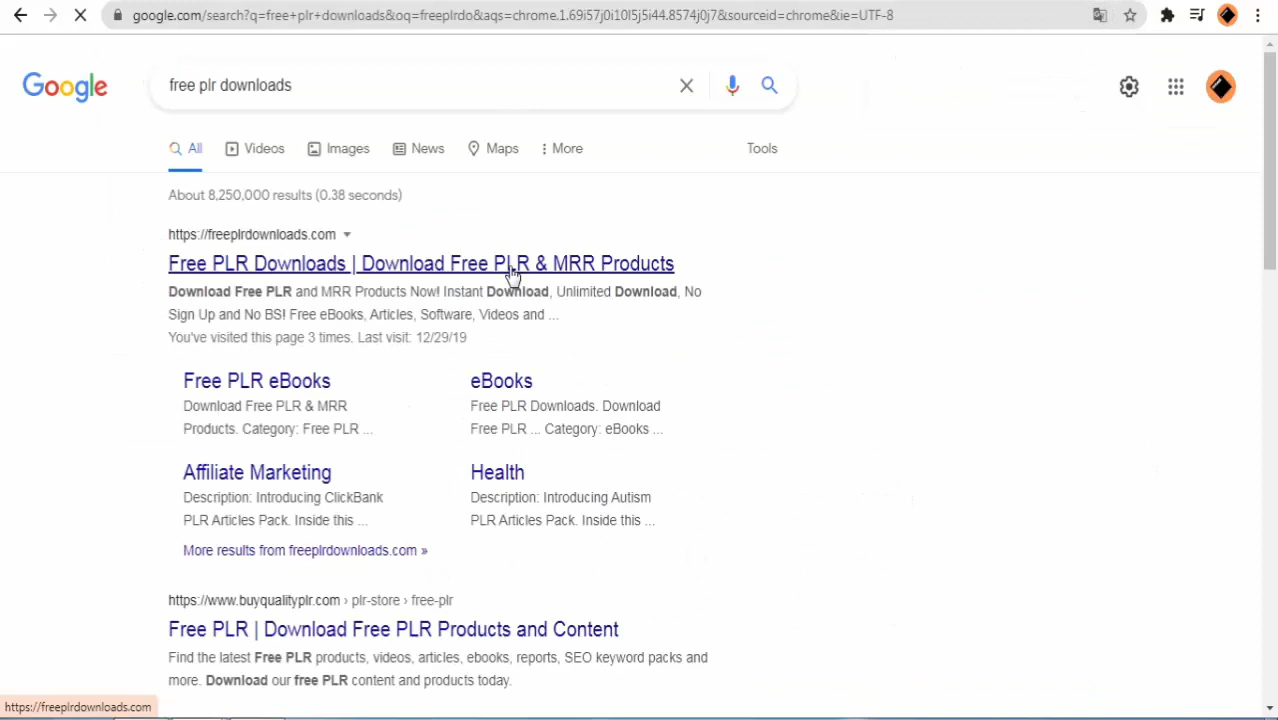 google.com/search?q=free+plr+downloads&oq=freeplrdo&aqs=chrome.1.69i57j0i10l5j5i44.8574j0j7&sourceid=chrome&ie=UTF-8
Google
free plr downloads
All Videos Images News Maps More Tools
About 8,250,000 results (0.38 seconds)
https://freeplrdownloads.com
Free PLR Downloads | Download Free PLR & MRR Products
Download Free PLR and MRR Products Now! Instant Download, Unlimited Download, No
Sign Up and No BS! Free eBooks, Articles, Software, Videos and ...
You've visited this page 3 times. Last visit: 12/29/19
Free PLR eBooks
Download Free PLR & MRR
Products. Category: Free PLR ...
eBooks
Free PLR Downloads. Download
Free PLR ... Category: eBooks ...
Affiliate Marketing
Description: Introducing ClickBank
PLR Articles Pack. Inside this ...
Health
Description: Introducing Autism
PLR Articles Pack. Inside this ...
More results from freeplrdownloads.com »
https://www.buyqualityplr.com › plr-store › free-plr
Free PLR | Download Free PLR Products and Content
Find the latest Free PLR products, videos, articles, ebooks, reports, SEO keyword packs and
more. Download our free PLR content and products today.
https://freeplrdownloads.com